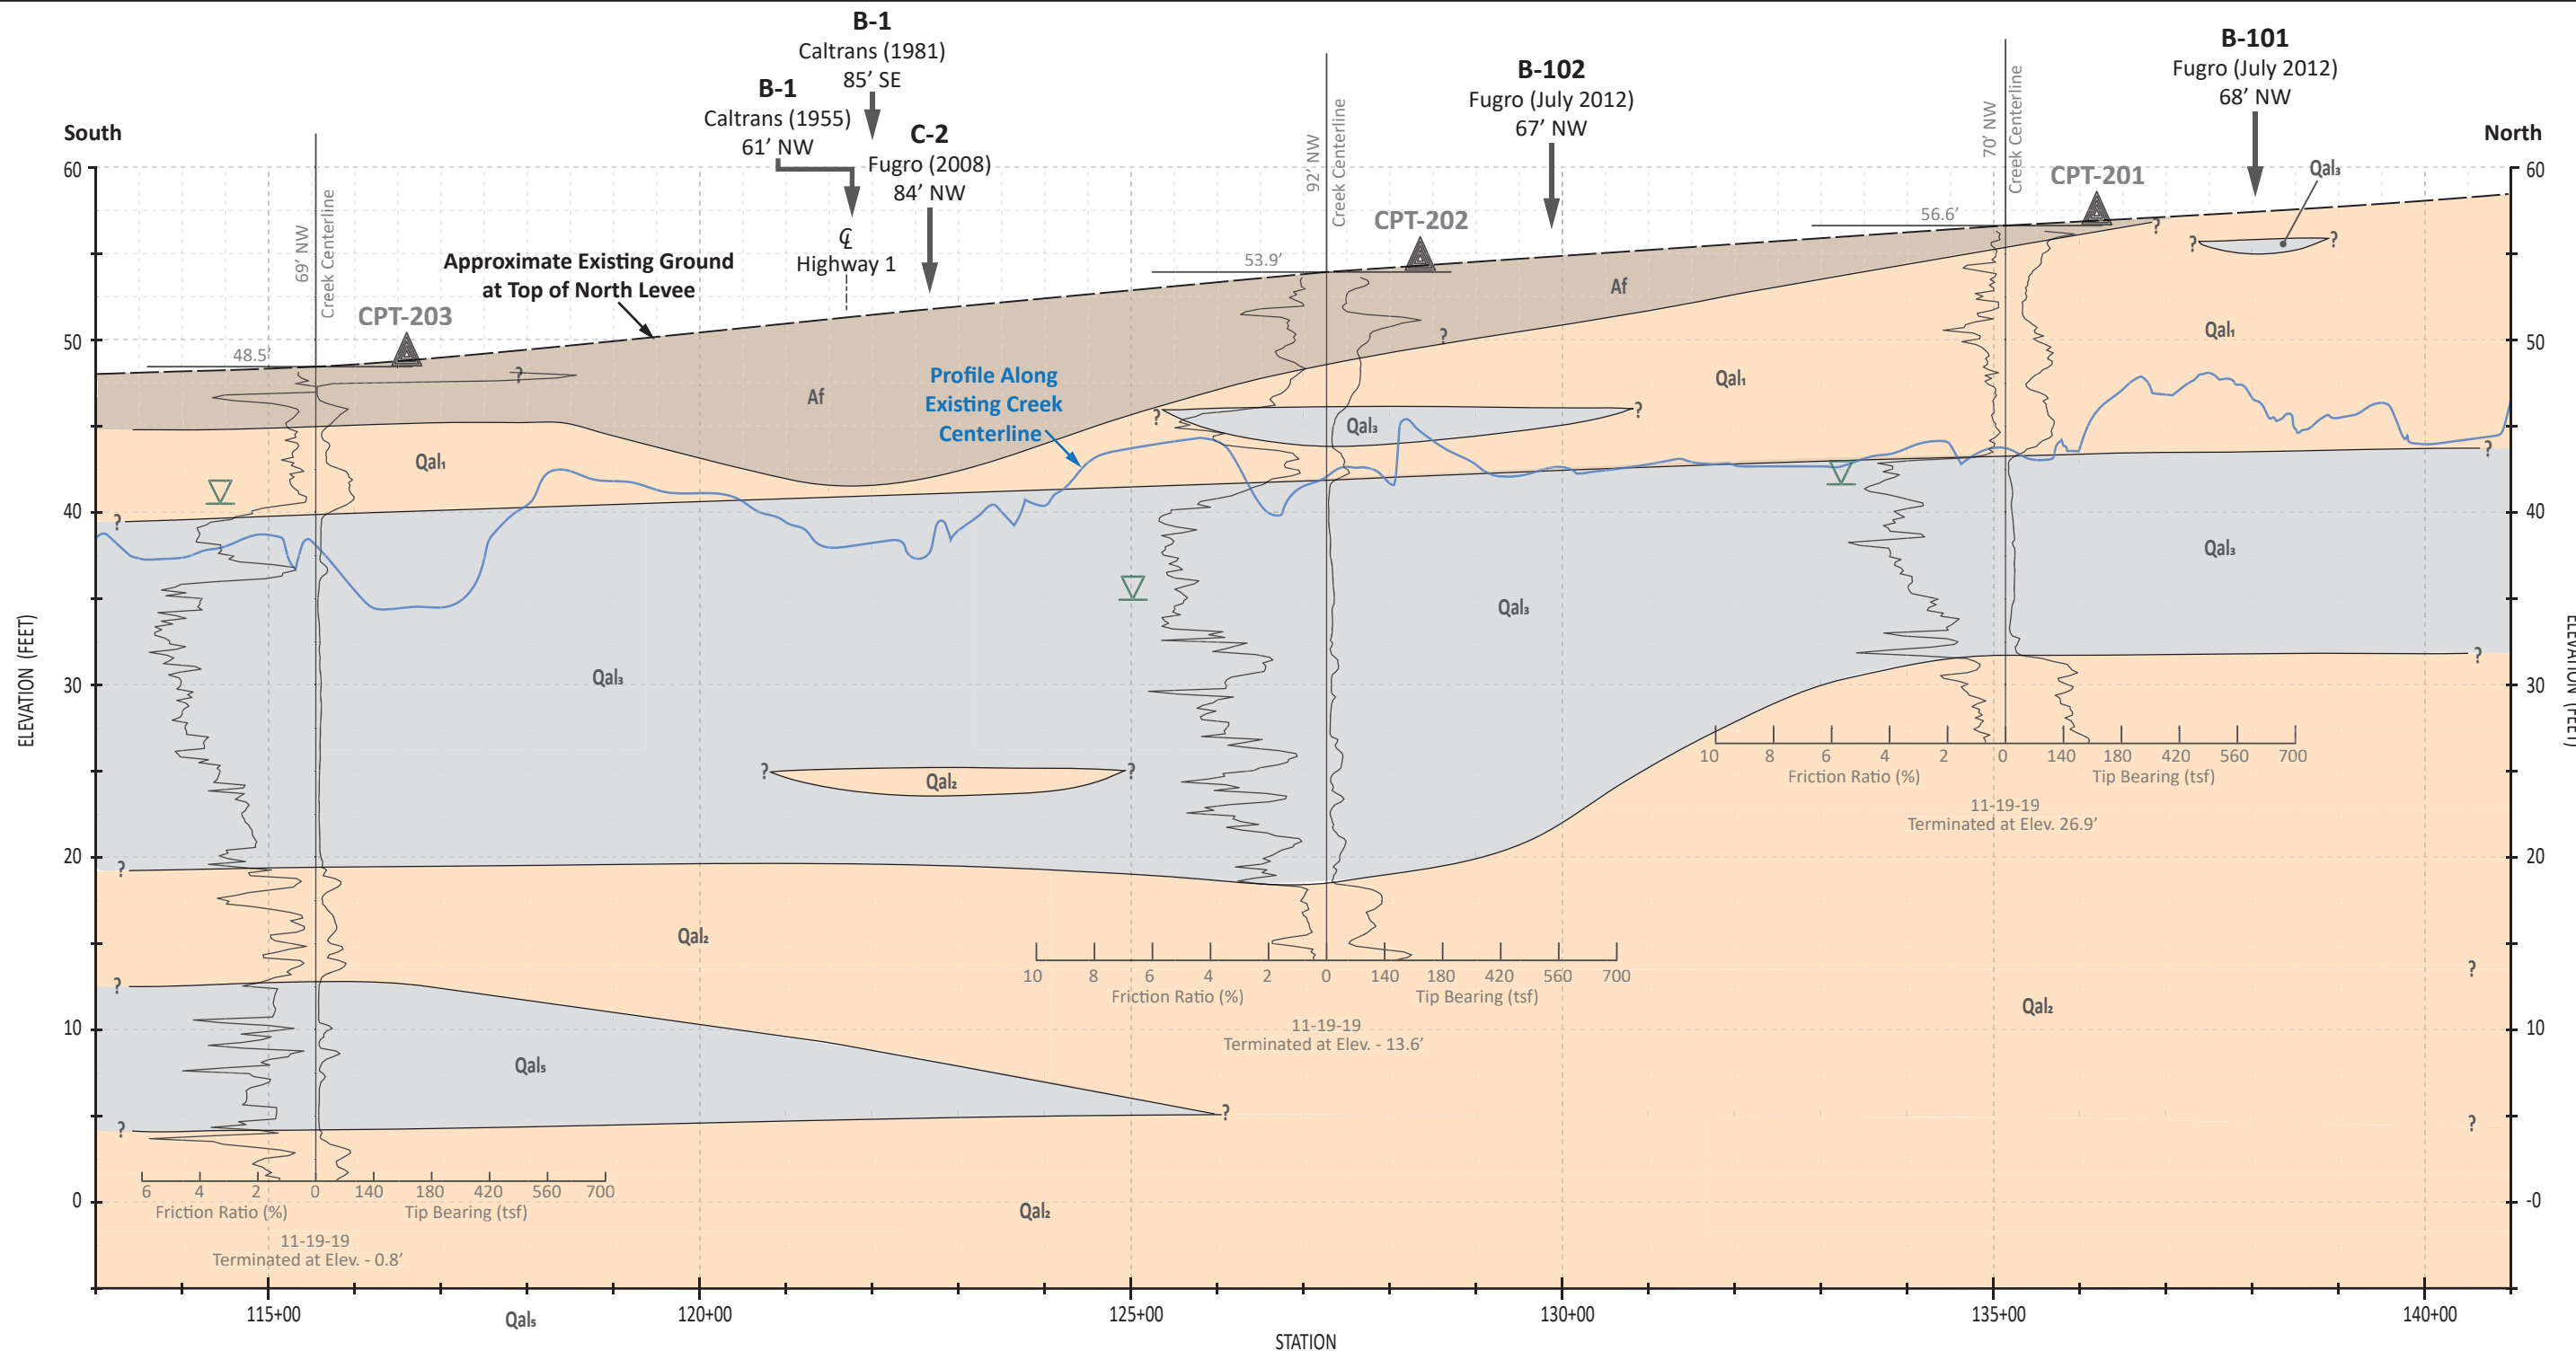 B-1
Caltrans (1981)
85’ SE
B-1
Caltrans (1955)
61’ NW
C-2
Fugro (2008)
84’ NW
B-102
Fugro (July 2012)
67’ NW
B-101
Fugro (July 2012)
68’ NW
South
North
60
50
40
30
20
10
0
ELEVATION (FEET)
60
50
40
30
20
10
-0
ELEVATION (FEET)
69’ NW
Creek Centerline
CPT-203
48.5’
Approximate Existing Ground
at Top of North Levee
℄
Highway 1
92’ NW
Creek Centerline
CPT-202
53.9’
70’ NW
Creek Centerline
CPT-201
56.6’
Qal₃
?
?
?
Af
Af
?
?
Profile Along
Existing Creek
Centerline
?
Qal₃
?
Qal₁
Qal₁
Qal₁
?
?
Qal₃
Qal₃
Qal₃
?
?
Qal₂
?
?
Qal₂
?
Qal₅
?
?
Qal₂
?
?
Qal₂
10 8 6 4 2 0 140 180 420 560 700
Friction Ratio (%) Tip Bearing (tsf)
11-19-19
Terminated at Elev. 26.9’
10 8 6 4 2 0 140 180 420 560 700
Friction Ratio (%) Tip Bearing (tsf)
11-19-19
Terminated at Elev. - 13.6’
6 4 2 0 140 180 420 560 700
Friction Ratio (%) Tip Bearing (tsf)
11-19-19
Terminated at Elev. - 0.8’
115+00 120+00 125+00 130+00 135+00 140+00
Qal₅
STATION